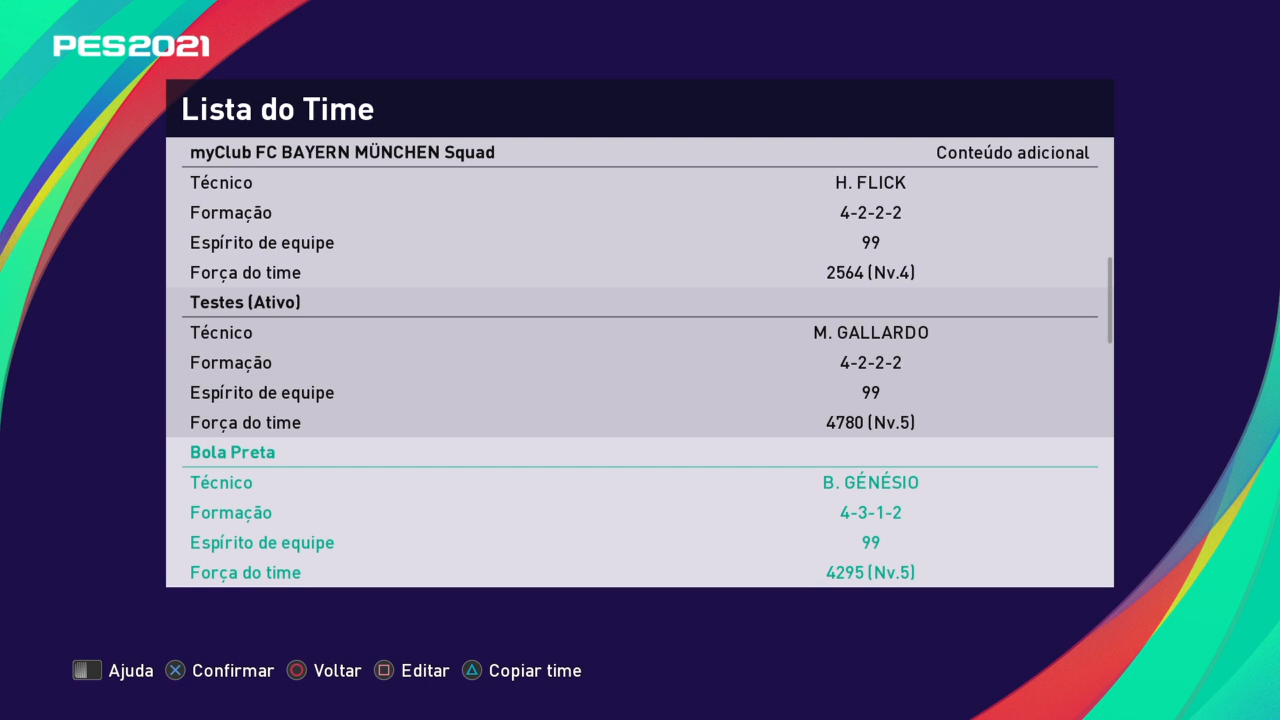 PES2021
Lista do Time
myClub FC BAYERN MÜNCHEN Squad Conteúdo adicional
Técnico H. FLICK
Formação 4-2-2-2
Espírito de equipe 99
Força do time 2564 (Nv.4)
Testes (Ativo)
Técnico M. GALLARDO
Formação 4-2-2-2
Espírito de equipe 99
Força do time 4780 (Nv.5)
Bola Preta
Técnico B. GÉNÉSIO
Formação 4-3-1-2
Espírito de equipe 99
Força do time 4295 (Nv.5)
Ajuda Confirmar Voltar Editar Copiar time